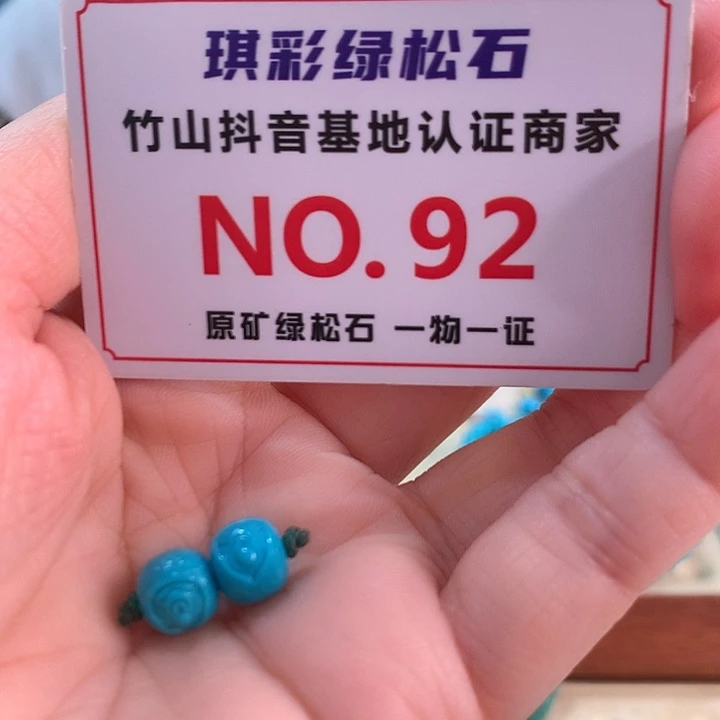 琪彩绿松石
竹山抖音基地认证商家
NO.92
原矿绿松石 一物一证